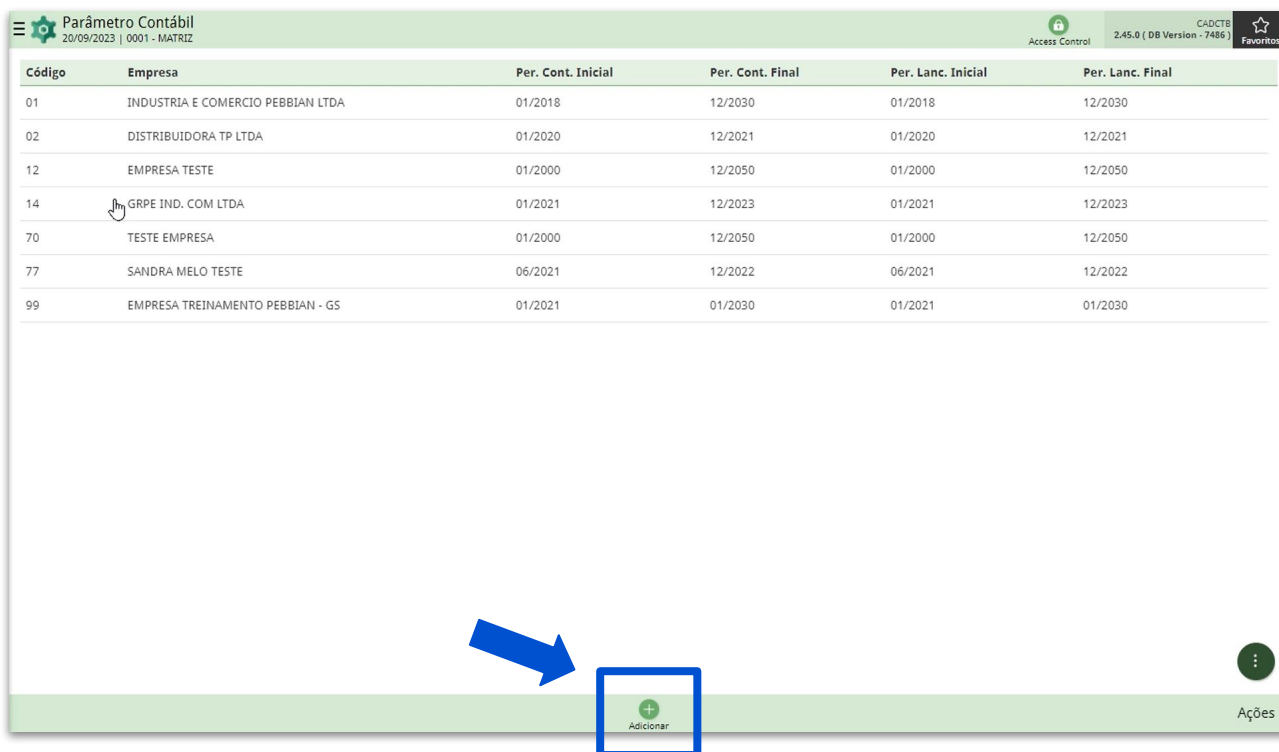 Parâmetro Contábil
20/09/2023 | 0001 - MATRIZ
Access Control
CADCTB
2.45.0 ( DB Version - 7486 )
Favoritos
Código Empresa Per. Cont. Inicial Per. Cont. Final Per. Lanc. Inicial Per. Lanc. Final
01 INDUSTRIA E COMERCIO PEBBIAN LTDA 01/2018 12/2030 01/2018 12/2030
02 DISTRIBUIDORA TP LTDA 01/2020 12/2021 01/2020 12/2021
12 EMPRESA TESTE 01/2000 12/2050 01/2000 12/2050
14 GRPE IND. COM LTDA 01/2021 12/2023 01/2021 12/2023
70 TESTE EMPRESA 01/2000 12/2050 01/2000 12/2050
77 SANDRA MELO TESTE 06/2021 12/2022 06/2021 12/2022
99 EMPRESA TREINAMENTO PEBBIAN - GS 01/2021 01/2030 01/2021 01/2030
Adicionar
Ações